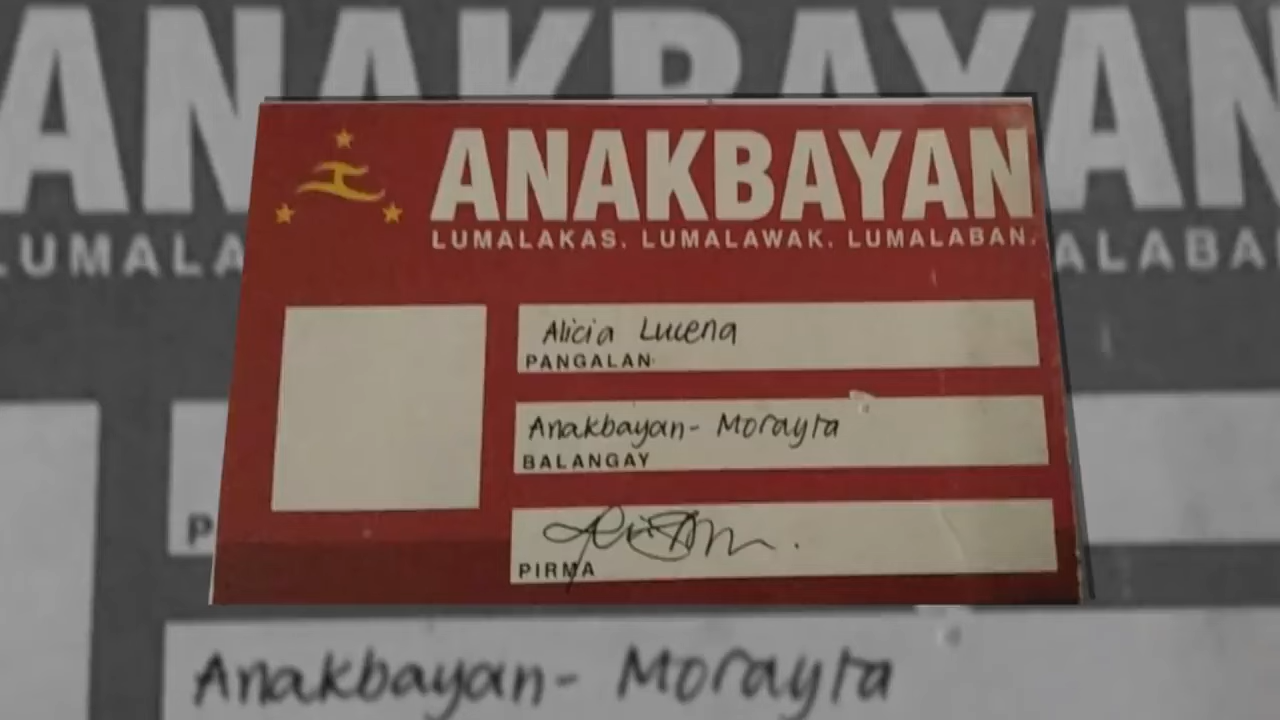 ANAKBAYAN
LUMALAKAS. LUMALAWAK. LUMALABAN.
Alicia Lucena
PANGALAN
Anakbayan- Morayta
BALANGAY
PIRMA
Anakbayan- Morayta